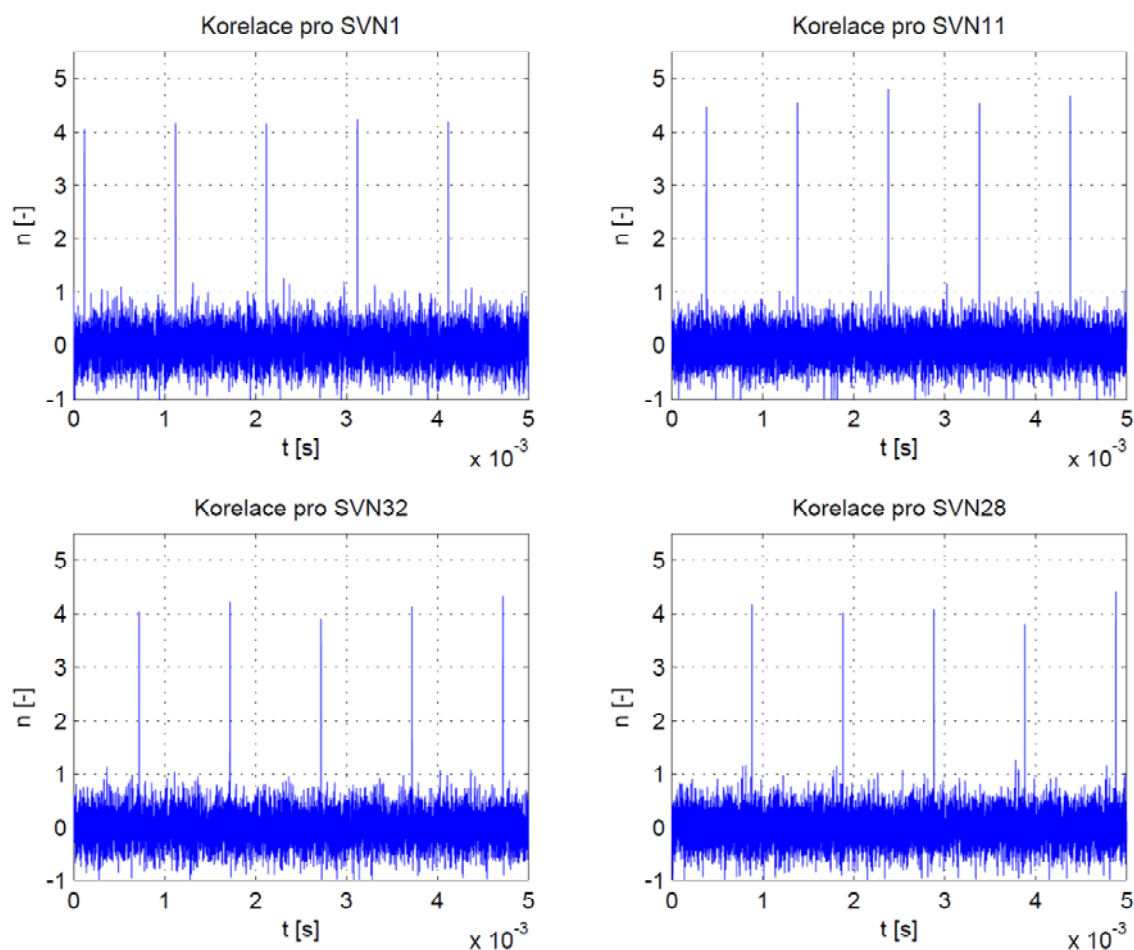 Korelace pro SVN1
5
4
3
2
1
0
-1
n [-]
0 1 2 3 4 5
t [s]
x 10-3
Korelace pro SVN11
5
4
3
2
1
0
-1
n [-]
0 1 2 3 4 5
t [s]
x 10-3
Korelace pro SVN32
5
4
3
2
1
0
-1
n [-]
0 1 2 3 4 5
t [s]
x 10-3
Korelace pro SVN28
5
4
3
2
1
0
-1
n [-]
0 1 2 3 4 5
t [s]
x 10-3